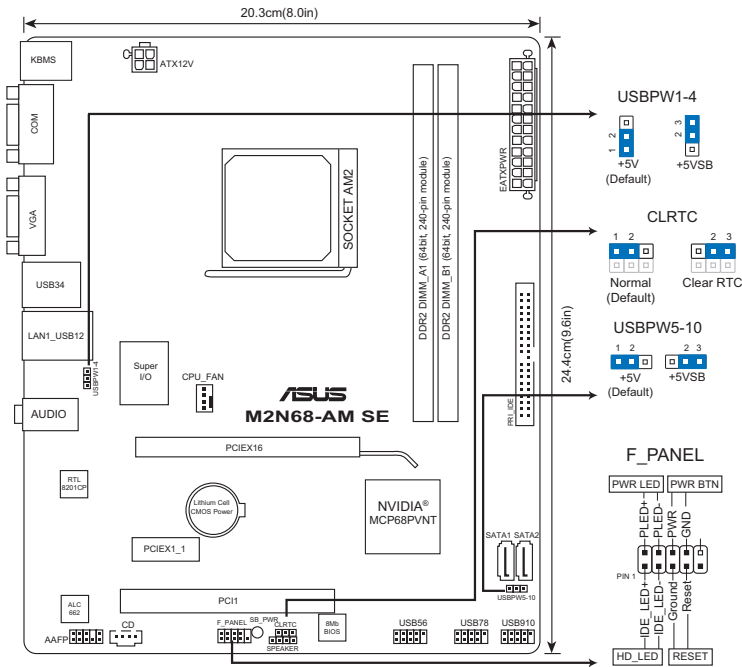 20.3cm(8.0in)
KBMS
ATX12V
COM
VGA
USB34
LAN1_USB12
USBPW1-4
AUDIO
Super
I/O
CPU_FAN
SOCKET AM2
DDR2 DIMM_A1 (64bit, 240-pin module)
DDR2 DIMM_B1 (64bit, 240-pin module)
EATXPWR
24.4cm(9.6in)
PRI_IDE
ASUS
M2N68-AM SE
PCIEX16
RTL
8201CP
Lithium Cell
CMOS Power
NVIDIA®
MCP68PVNT
PCIEX1_1
SATA1 SATA2
USBPW5-10
PCI1
ALC
662
AAFP
CD
F_PANEL
SB_PWR
CLRTC
SPEAKER
8Mb
BIOS
USB56
USB78
USB910
USBPW1-4
1 2
2 3
+5V
(Default)
+5VSB
CLRTC
1 2
2 3
Normal
(Default)
Clear RTC
USBPW5-10
1 2
2 3
+5V
(Default)
+5VSB
F_PANEL
PWR LED
PWR BTN
PLED+
PLED-
PWR
GND
PIN 1
IDE_LED+
IDE_LED-
Ground
Reset
HD_LED
RESET